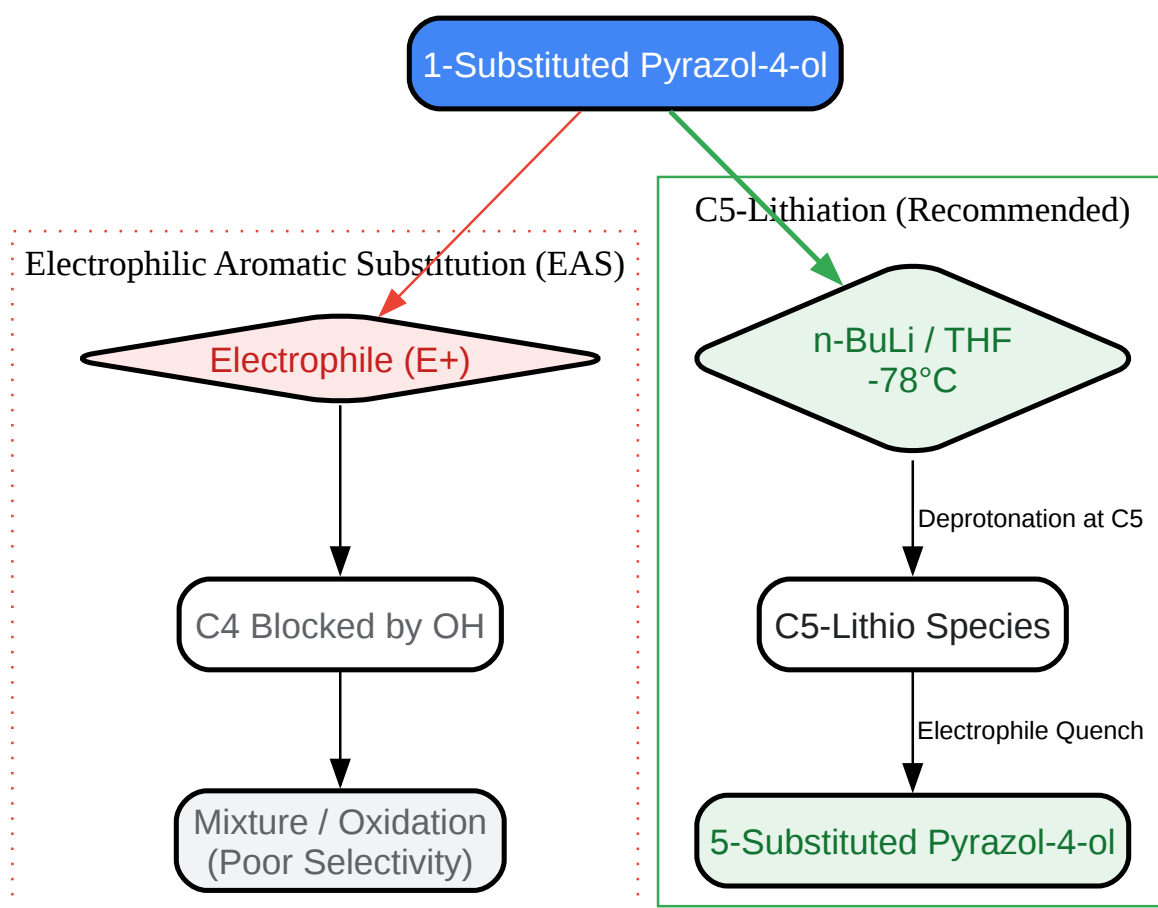 1-Substituted Pyrazol-4-ol
C5-Lithiation (Recommended)
Electrophilic Aromatic Substitution (EAS)
Electrophile (E+)
n-BuLi / THF
-78°C
Deprotonation at C5
C4 Blocked by OH
C5-Lithio Species
Electrophile Quench
Mixture / Oxidation
(Poor Selectivity)
5-Substituted Pyrazol-4-ol